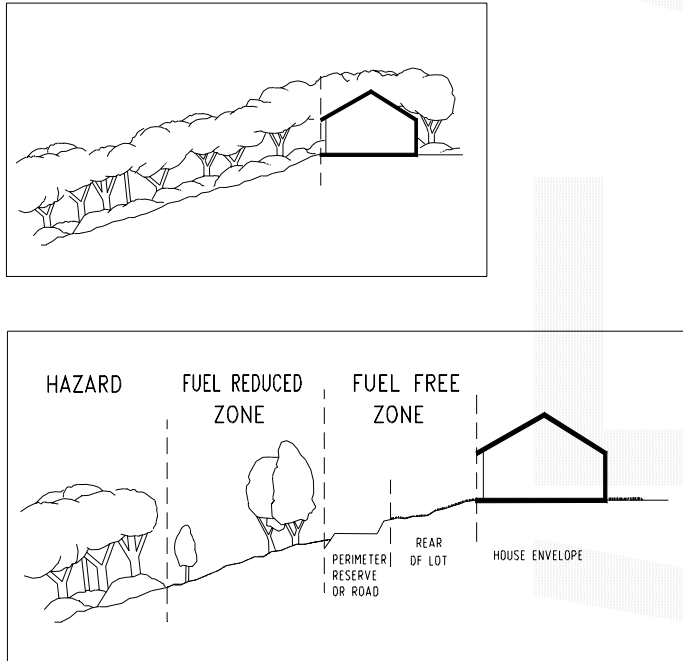 HAZARD
FUEL REDUCED
ZONE
FUEL FREE
ZONE
PERIMETER
RESERVE
OR ROAD
REAR
OF LOT
HOUSE ENVELOPE